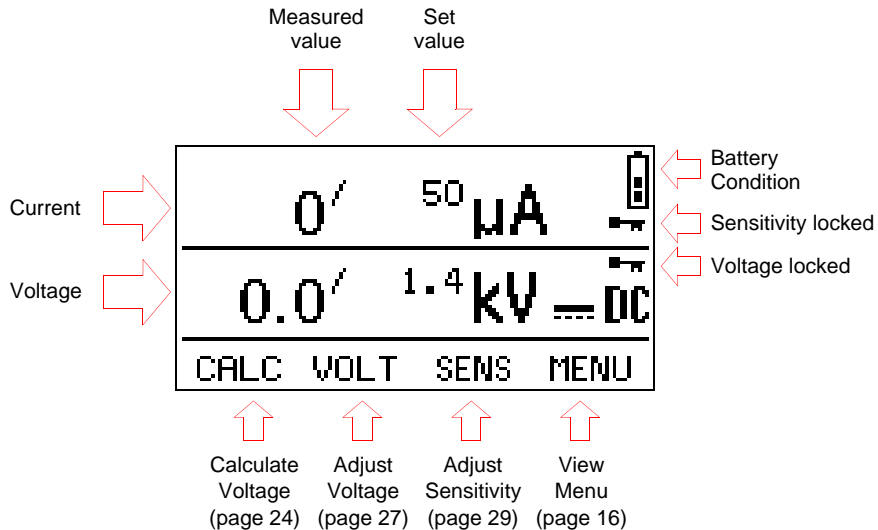 Measured
value
Set
value
Battery
Condition
Current
0′ 50 µA
Sensitivity locked
Voltage locked
Voltage
0.0′ 1.4 kV DC
CALC VOLT SENS MENU
Calculate
Voltage
(page 24)
Adjust
Voltage
(page 27)
Adjust
Sensitivity
(page 29)
View
Menu
(page 16)